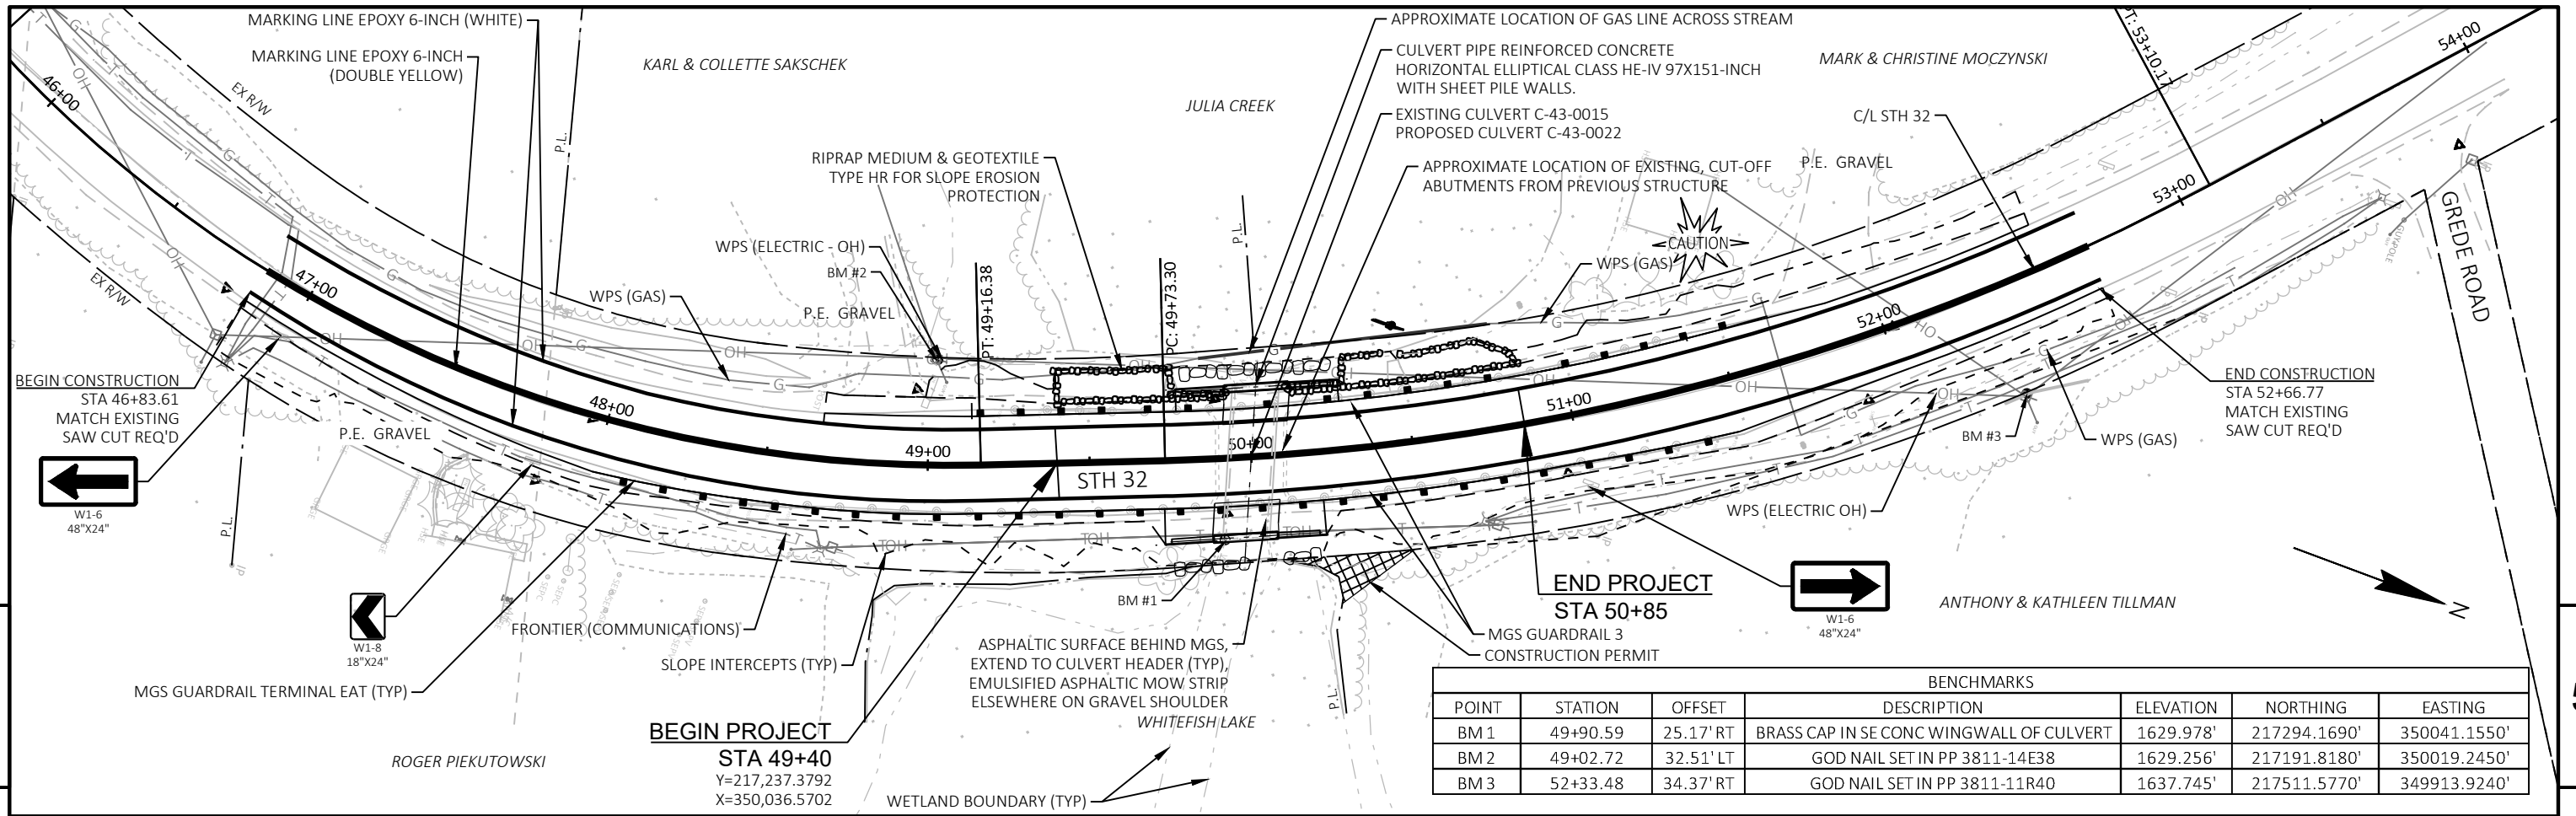 MARKING LINE EPOXY 6-INCH (WHITE)
MARKING LINE EPOXY 6-INCH
(DOUBLE YELLOW)
KARL & COLLETTE SAKSCHEK
JULIA CREEK
APPROXIMATE LOCATION OF GAS LINE ACROSS STREAM
CULVERT PIPE REINFORCED CONCRETE
HORIZONTAL ELLIPTICAL CLASS HE-IV 97X151-INCH
WITH SHEET PILE WALLS.
EXISTING CULVERT C-43-0015
PROPOSED CULVERT C-43-0022
APPROXIMATE LOCATION OF EXISTING, CUT-OFF
ABUTMENTS FROM PREVIOUS STRUCTURE
MARK & CHRISTINE MOCZYNSKI
C/L STH 32
P.E. GRAVEL
PT: 53+10.17
54+00
53+00
GREDE ROAD
GUYPOLE
46+00
EX R/W
P.L.
EX R/W
RIPRAP MEDIUM & GEOTEXTILE
TYPE HR FOR SLOPE EROSION
PROTECTION
WPS (ELECTRIC - OH)
BM #2
WPS (GAS)
P.E. GRAVEL
PT: 49+16.38
PC: 49+73.30
P.L.
WPS (GAS)
CAUTION
47+00
48+00
49+00
50+00
51+00
52+00
STH 32
BEGIN CONSTRUCTION
STA 46+83.61
MATCH EXISTING
SAW CUT REQ'D
P.E. GRAVEL
W1-6
48"X24"
P.L.
W1-8
18"X24"
FRONTIER (COMMUNICATIONS)
SLOPE INTERCEPTS (TYP)
MGS GUARDRAIL TERMINAL EAT (TYP)
BEGIN PROJECT
STA 49+40
Y=217,237.3792
X=350,036.5702
ROGER PIEKUTOWSKI
BM #1
ASPHALTIC SURFACE BEHIND MGS,
EXTEND TO CULVERT HEADER (TYP),
EMULSIFIED ASPHALTIC MOW STRIP
ELSEWHERE ON GRAVEL SHOULDER
WHITEFISH LAKE
WETLAND BOUNDARY (TYP)
P.L.
END PROJECT
STA 50+85
MGS GUARDRAIL 3
CONSTRUCTION PERMIT
WPS (ELECTRIC OH)
BM #3
WPS (GAS)
END CONSTRUCTION
STA 52+66.77
MATCH EXISTING
SAW CUT REQ'D
W1-6
48"X24"
ANTHONY & KATHLEEN TILLMAN
N
BENCHMARKS
POINT STATION OFFSET DESCRIPTION ELEVATION NORTHING EASTING
BM 1 49+90.59 25.17' RT BRASS CAP IN SE CONC WINGWALL OF CULVERT 1629.978' 217294.1690' 350041.1550'
BM 2 49+02.72 32.51' LT GOD NAIL SET IN PP 3811-14E38 1629.256' 217191.8180' 350019.2450'
BM 3 52+33.48 34.37' RT GOD NAIL SET IN PP 3811-11R40 1637.745' 217511.5770' 349913.9240'